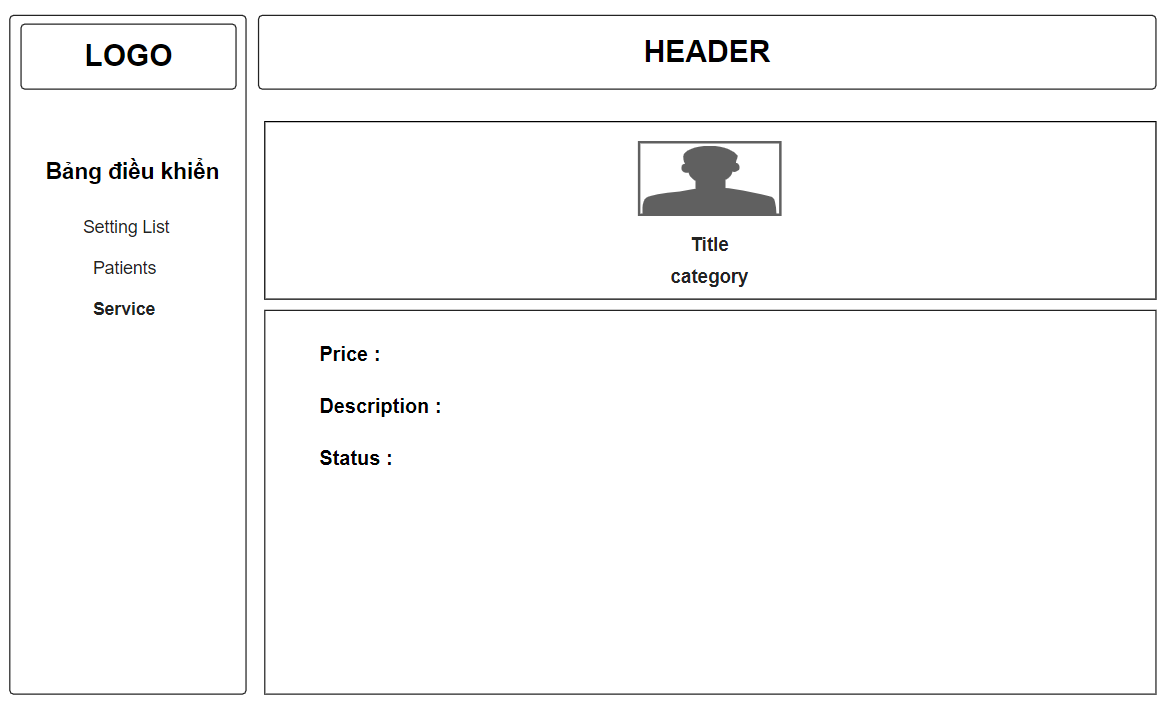 LOGO
HEADER
Bảng điều khiển
Setting List
Patients
Service
Title
category
Price :
Description :
Status :